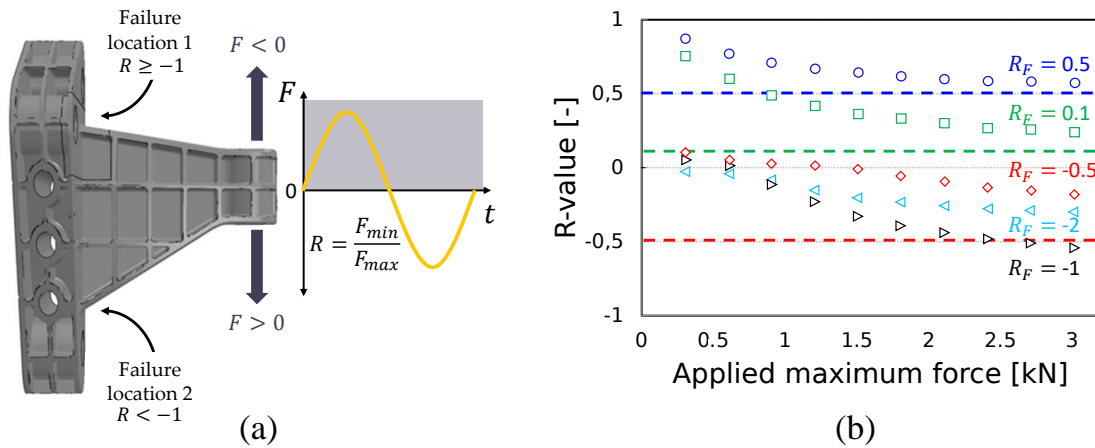 Failure
location 1
R ≥ −1
F < 0
F
0
t
R = F_min / F_max
F > 0
Failure
location 2
R < −1
(a)
R-value [-]
1
0,5
0
-0,5
-1
0
0.5
1
1.5
2
2.5
3
Applied maximum force [kN]
R_F = 0.5
R_F = 0.1
R_F = -0.5
R_F = -2
R_F = -1
(b)